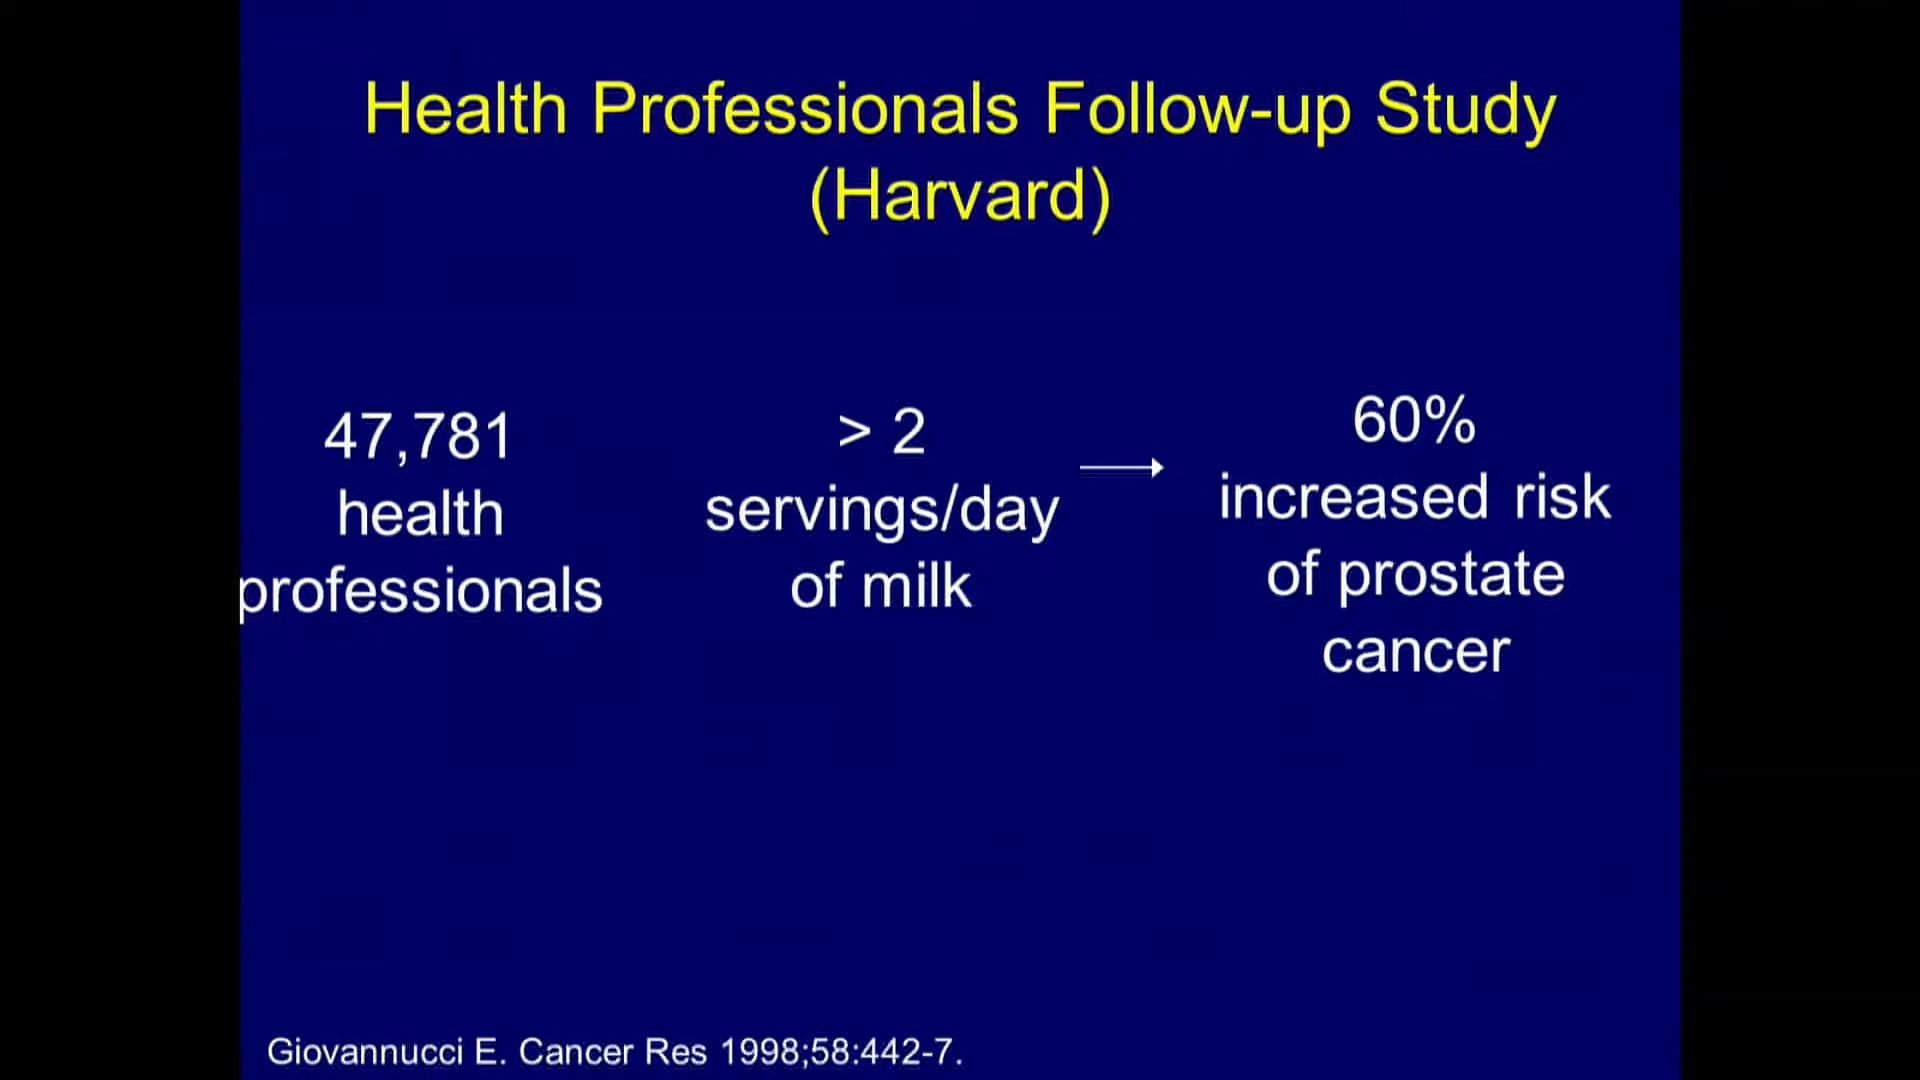 Health Professionals Follow-up Study
(Harvard)
47,781
health
professionals
> 2
servings/day
of milk
60%
increased risk
of prostate
cancer
Giovannucci E. Cancer Res 1998;58:442-7.